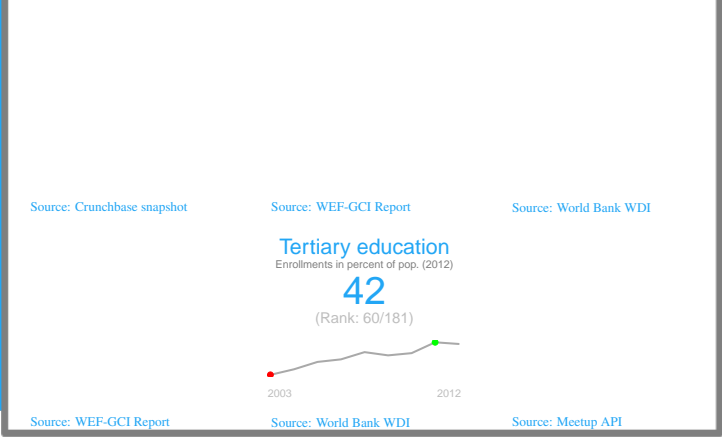 Source: Crunchbase snapshot
Source: WEF-GCI Report
Source: World Bank WDI
Tertiary education
Enrollments in percent of pop. (2012)
42
(Rank: 60/181)
2003
2012
Source: WEF-GCI Report
Source: World Bank WDI
Source: Meetup API